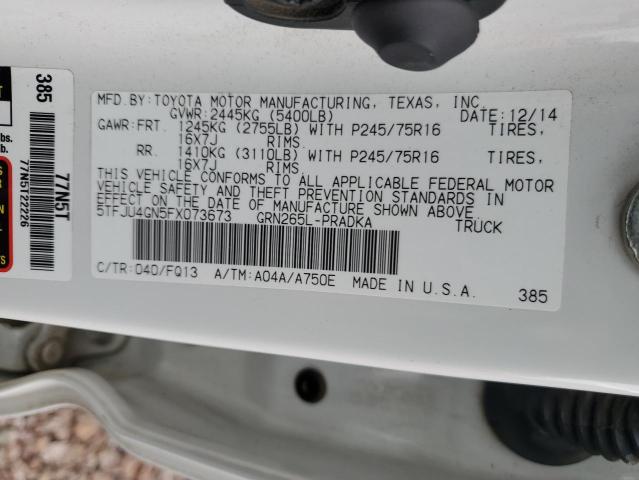 MFD.BY:TOYOTA MOTOR MANUFACTURING, TEXAS, INC.
GVWR:2445KG (5400LB) DATE:12/14
GAWR:FRT. 1245KG (2755LB) WITH P245/75R16 TIRES,
16X7J RIMS
RR. 1410KG (3110LB) WITH P245/75R16 TIRES,
16X7J RIMS
THIS VEHICLE CONFORMS TO ALL APPLICABLE FEDERAL MOTOR
VEHICLE SAFETY AND THEFT PREVENTION STANDARDS IN
EFFECT ON THE DATE OF MANUFACTURE SHOWN ABOVE.
5TFJU4GN5FX073673 GRN265L-PRADKA TRUCK
C/TR:040/FQ13 A/TM:A04A/A750E MADE IN U.S.A.
385
385
77N5T
77N5T22226
lbs.
lb.